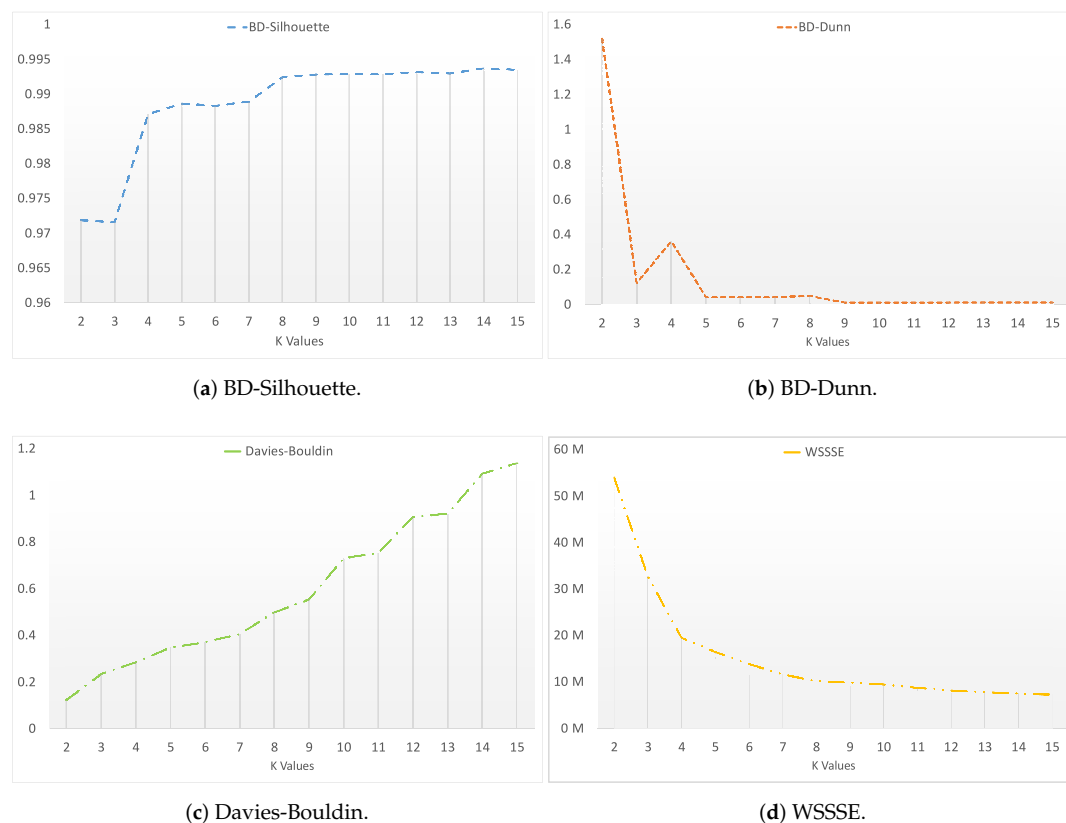 BD-Silhouette
1
0.995
0.99
0.985
0.98
0.975
0.97
0.965
0.96
2 3 4 5 6 7 8 9 10 11 12 13 14 15
K Values
(a) BD-Silhouette.
BD-Dunn
1.6
1.4
1.2
1
0.8
0.6
0.4
0.2
0
2 3 4 5 6 7 8 9 10 11 12 13 14 15
K Values
(b) BD-Dunn.
Davies-Bouldin
1.2
1
0.8
0.6
0.4
0.2
0
2 3 4 5 6 7 8 9 10 11 12 13 14 15
K Values
(c) Davies-Bouldin.
WSSSE
60 M
50 M
40 M
30 M
20 M
10 M
0 M
2 3 4 5 6 7 8 9 10 11 12 13 14 15
K Values
(d) WSSSE.